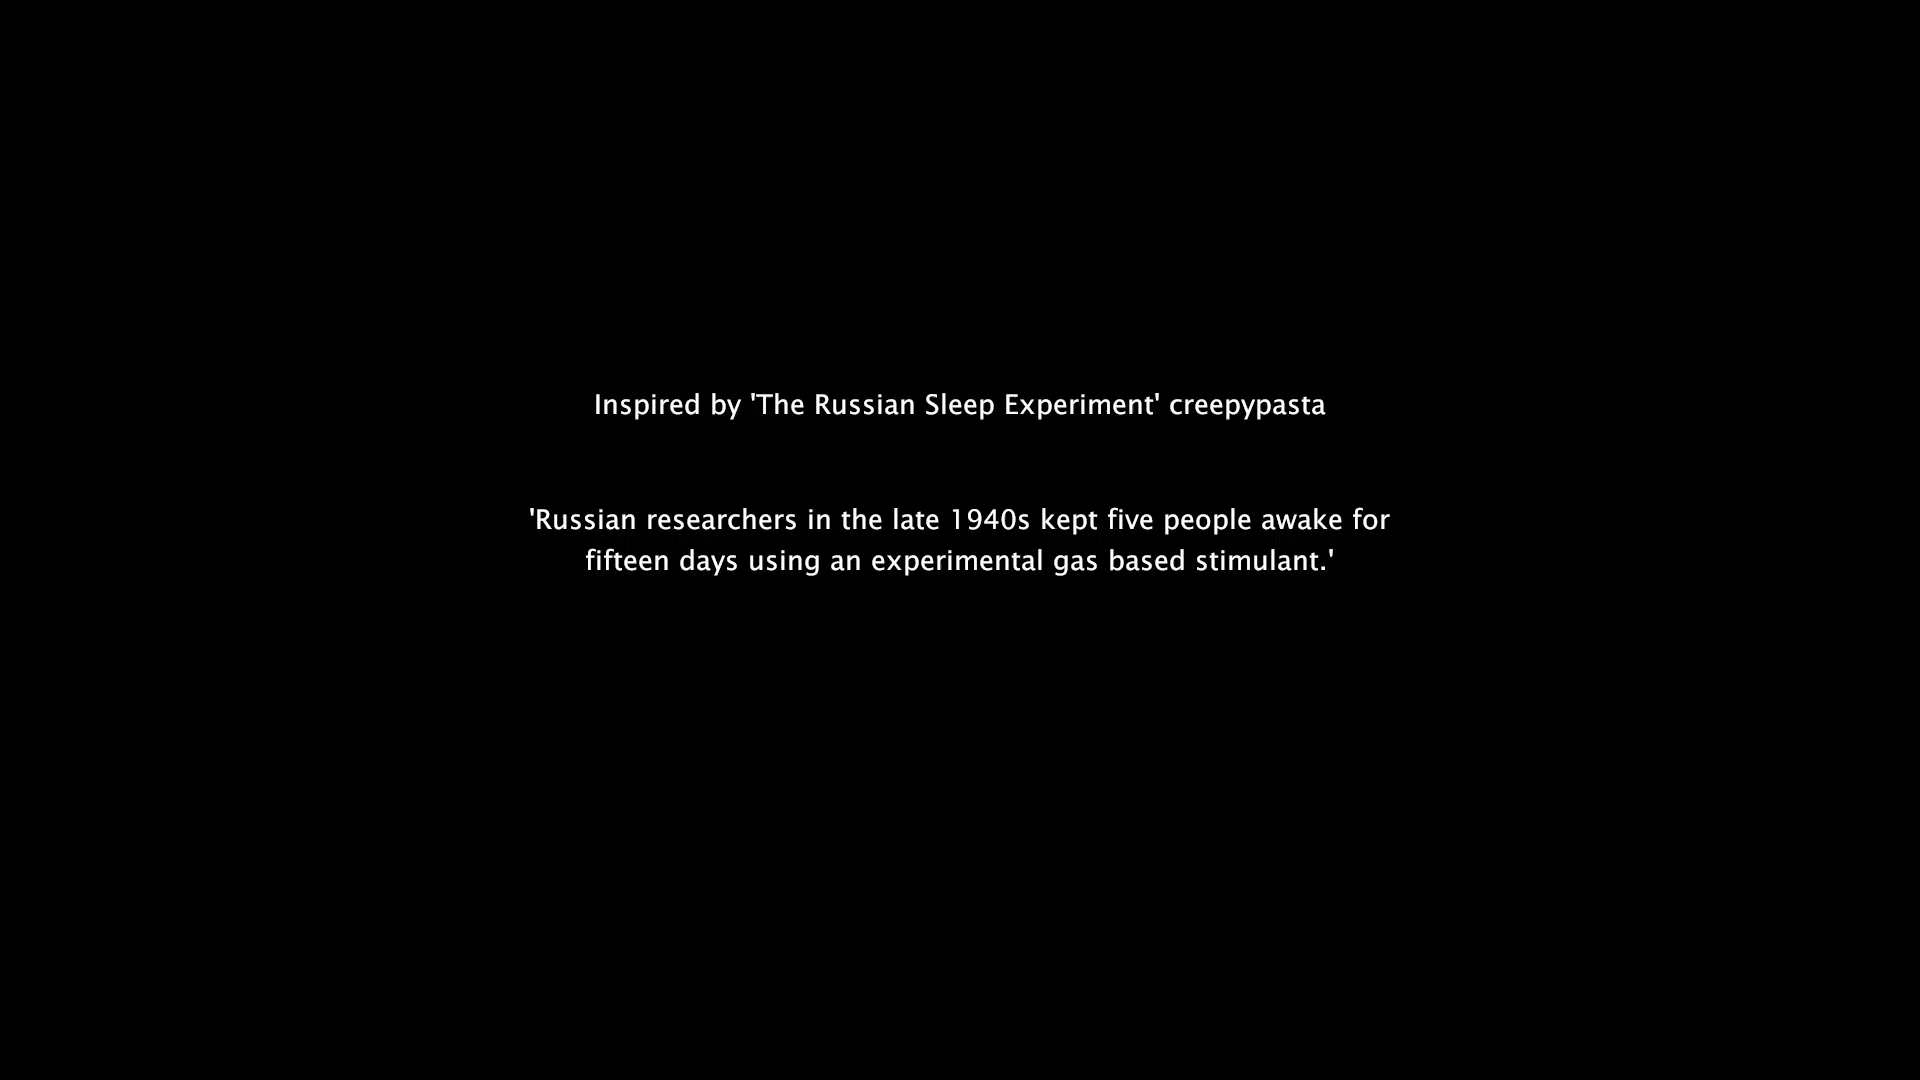 Inspired by 'The Russian Sleep Experiment' creepypasta
'Russian researchers in the late 1940s kept five people awake for
fifteen days using an experimental gas based stimulant.'